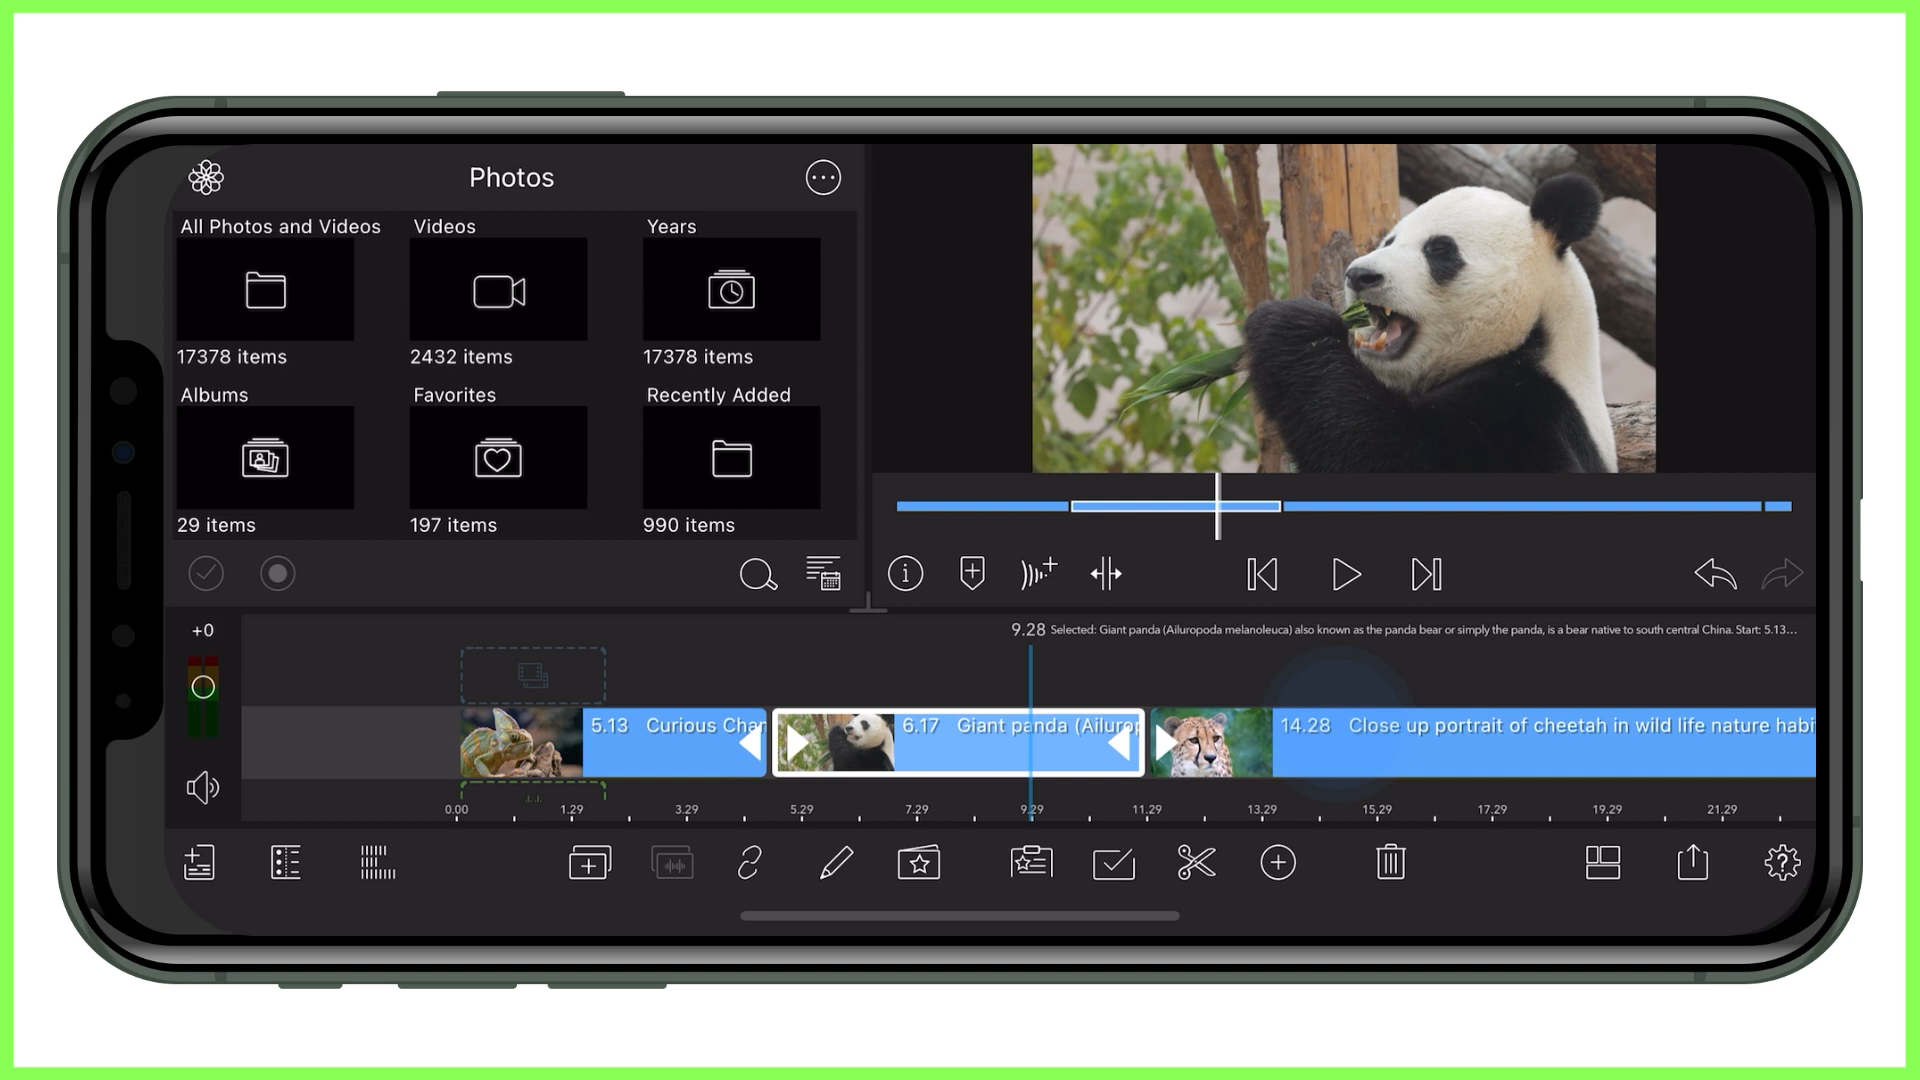 Photos
All Photos and Videos
Videos
Years
17378 items
2432 items
17378 items
Albums
Favorites
Recently Added
29 items
197 items
990 items
+0
9.28 Selected: Giant panda (Ailuropoda melanoleuca) also known as the panda bear or simply the panda, is a bear native to south central China. Start: 5.13...
5.13 Curious Chan
6.17 Giant panda (Ailurop
14.28 Close up portrait of cheetah in wild life nature habi
0.00 1.29 3.29 5.29 7.29 9.29 11.29 13.29 15.29 17.29 19.29 21.29